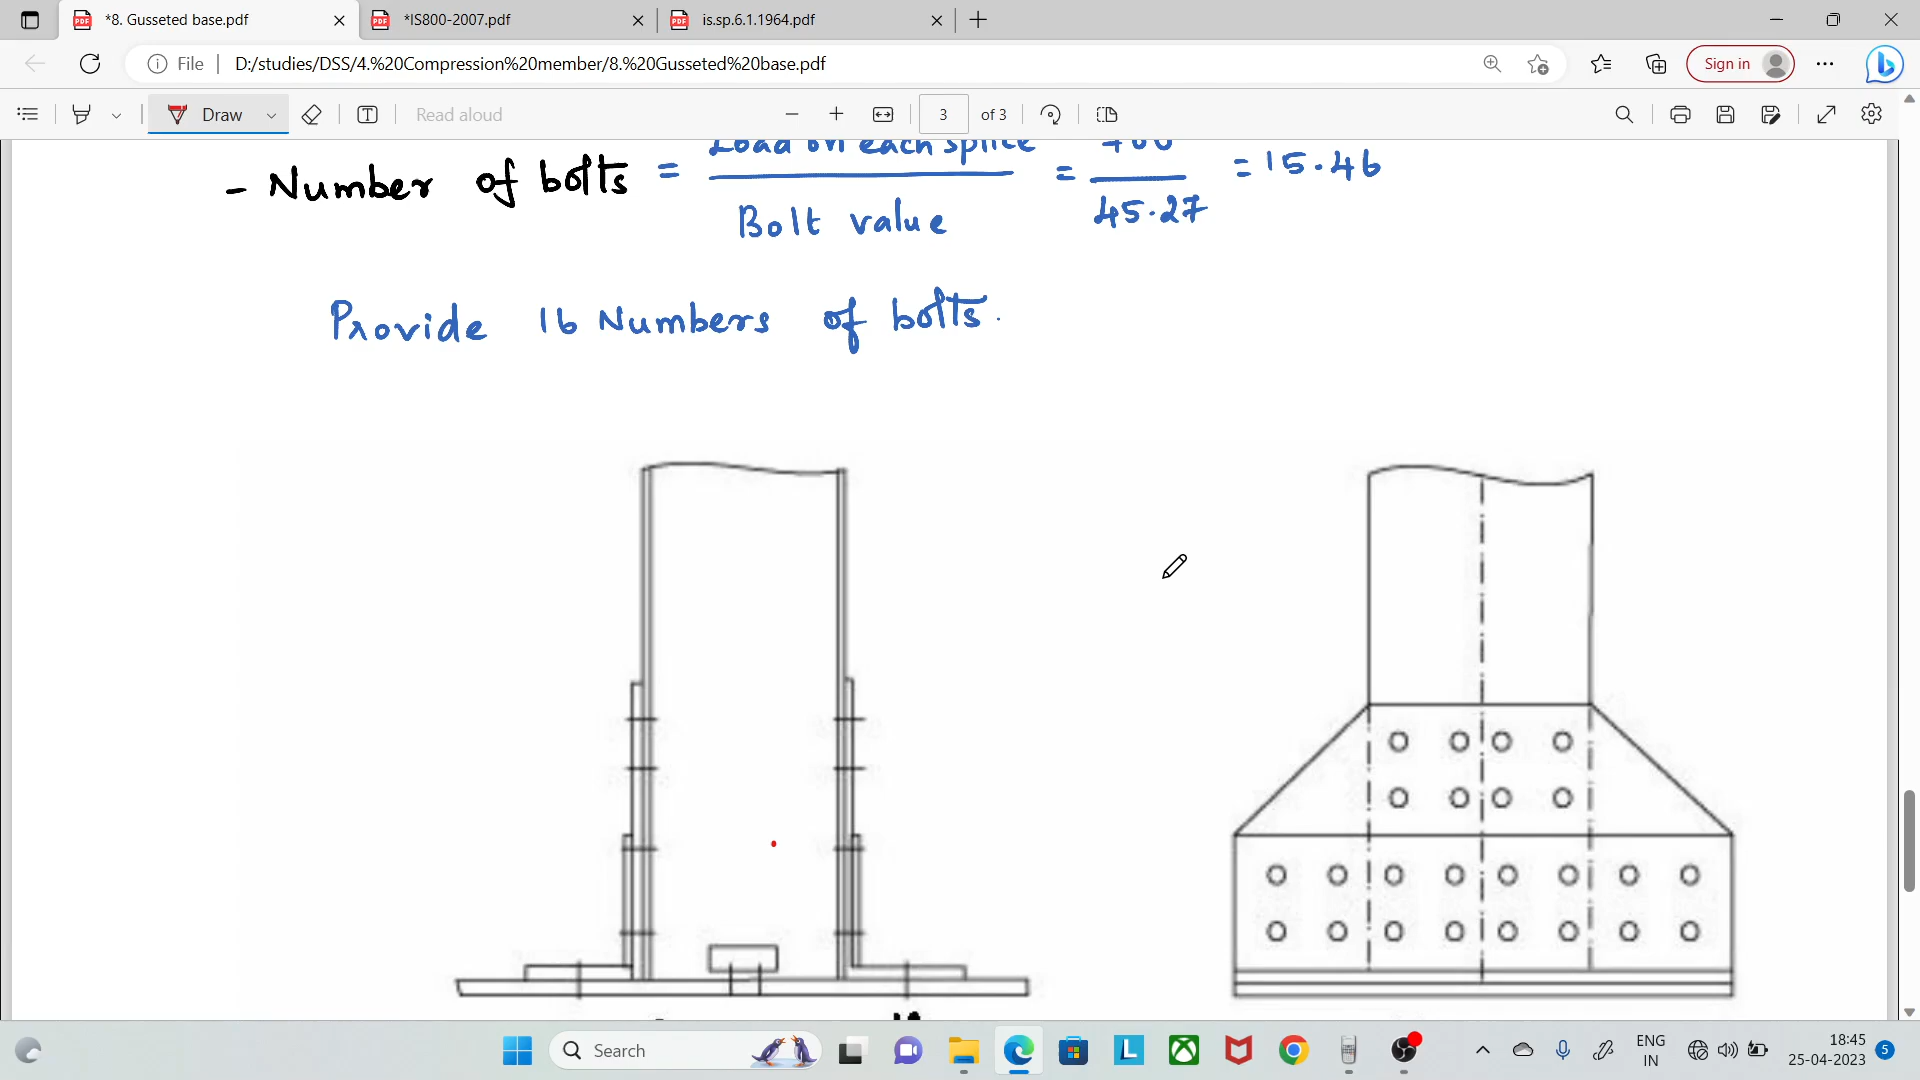 *8. Gusseted base.pdf
*IS800-2007.pdf
is.sp.6.1.1964.pdf
File
D:/studies/DSS/4.%20Compression%20member/8.%20Gusseted%20base.pdf
Sign in
Draw
Read aloud
3 of 3
- Number of bolts = Load on each splice / Bolt value = 700 / 45.27 = 15.46
Provide 16 Numbers of bolts.
Search
ENG
IN
18:45
25-04-2023
5